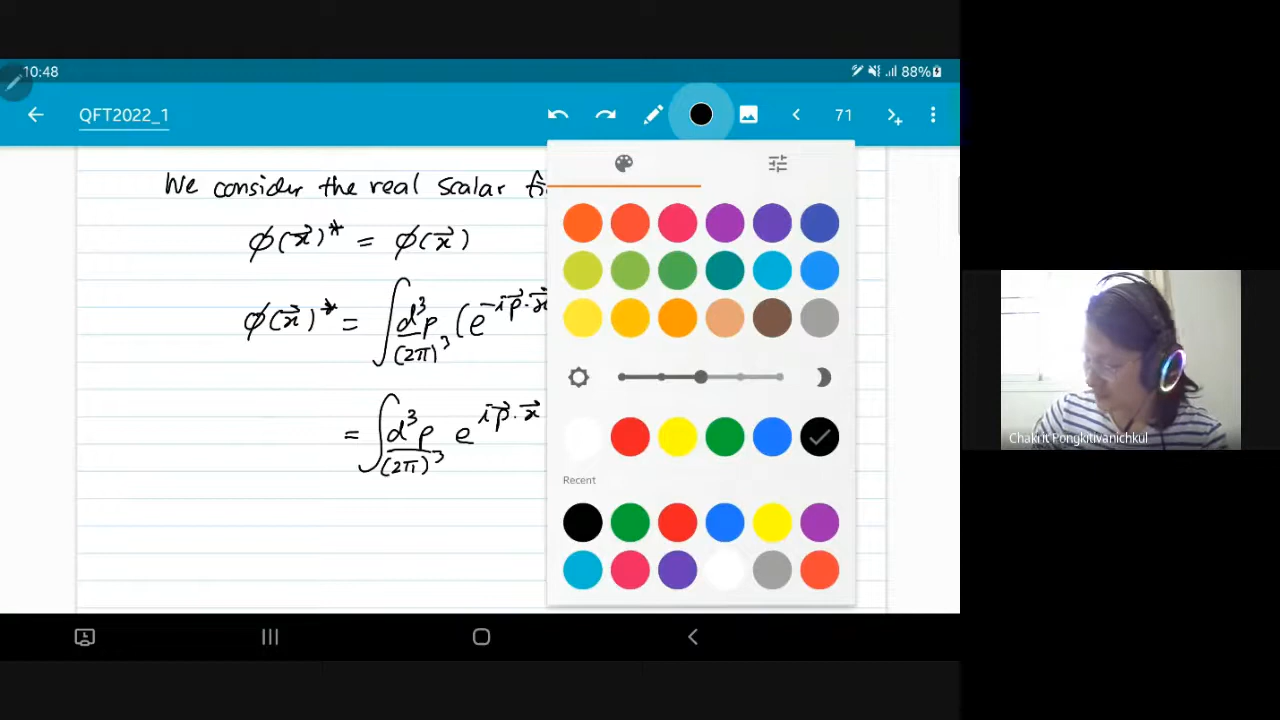 10:48
88%
QFT2022_1
71
We consider the real scalar
φ(x⃗)* = φ(x⃗)
φ(x⃗)* = ∫ d³p/(2π)³ (e^{-ip⃗·x⃗}
= ∫ d³p/(2π)³ e^{ip⃗·x⃗}
Recent
Chakrit Pongkitivanichkul